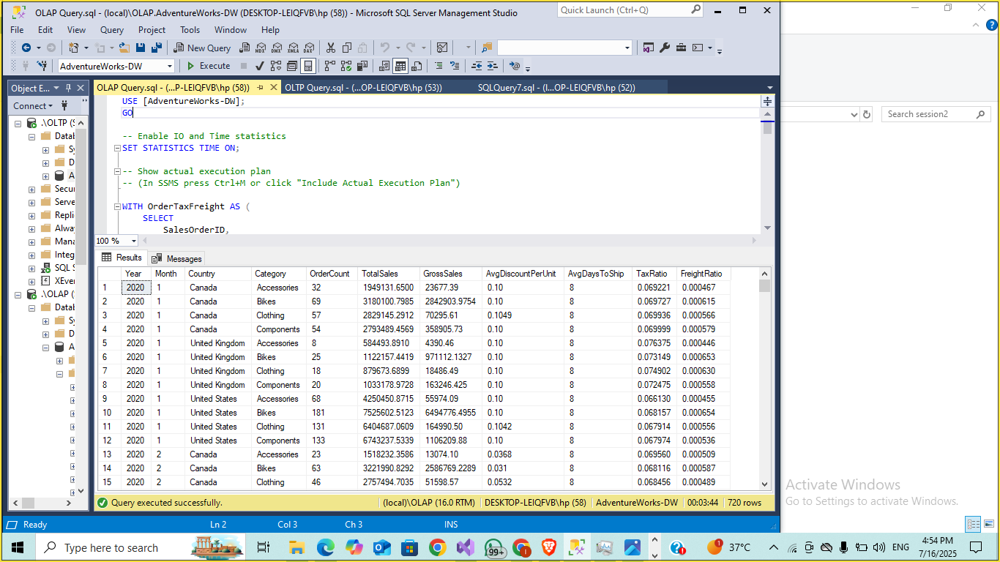 OLAP Query.sql - (local)\OLAP.AdventureWorks-DW (DESKTOP-LEIQFVB\hp (58)) - Microsoft SQL Server Management Studio
Quick Launch (Ctrl+Q)
File Edit View Query Project Tools Window Help
New Query MDX DMX XMLA DAX
AdventureWorks-DW Execute
Object E...
OLAP Query.sql - (...P-LEIQFVB\hp (58)) OLTP Query.sql - (...OP-LEIQFVB\hp (53)) SQLQuery7.sql - (l...OP-LEIQFVB\hp (52))
Connect
.\OLTP (S
Datab
Sy
D
A
Secu
Serve
Repli
Alwa
Mana
Integ
SQL S
XEver
.\OLAP (
Datab
Sy
D
A
USE [AdventureWorks-DW];
GO
-- Enable IO and Time statistics
SET STATISTICS TIME ON;
-- Show actual execution plan
-- (In SSMS press Ctrl+M or click "Include Actual Execution Plan")
WITH OrderTaxFreight AS (
SELECT
SalesOrderID,
100 %
Results Messages
Year Month Country Category OrderCount TotalSales GrossSales AvgDiscountPerUnit AvgDaysToShip TaxRatio FreightRatio
1 2020 1 Canada Accessories 32 1949131.6500 23677.39 0.10 8 0.069221 0.000467
2 2020 1 Canada Bikes 69 3180100.7985 2842903.9754 0.10 8 0.069727 0.000615
3 2020 1 Canada Clothing 57 2829145.2912 70295.61 0.1049 8 0.069936 0.000566
4 2020 1 Canada Components 54 2793489.4569 358905.73 0.10 8 0.069999 0.000579
5 2020 1 United Kingdom Accessories 8 584493.8910 4390.46 0.10 8 0.076375 0.000446
6 2020 1 United Kingdom Bikes 25 1122157.4419 971112.1327 0.10 8 0.073149 0.000653
7 2020 1 United Kingdom Clothing 18 879673.6899 18486.49 0.10 8 0.074902 0.000630
8 2020 1 United Kingdom Components 20 1033178.9728 163246.425 0.10 8 0.072475 0.000558
9 2020 1 United States Accessories 68 4250450.8715 55974.09 0.10 8 0.066130 0.000455
10 2020 1 United States Bikes 181 7525602.5123 6494776.4955 0.10 8 0.068157 0.000654
11 2020 1 United States Clothing 131 6404687.0609 164990.50 0.1042 8 0.067914 0.000556
12 2020 1 United States Components 133 6743237.5339 1106209.88 0.10 8 0.067974 0.000536
13 2020 2 Canada Accessories 23 1518232.3586 13074.10 0.0368 8 0.069560 0.000509
14 2020 2 Canada Bikes 63 3221990.8292 2586769.2289 0.031 8 0.068116 0.000587
15 2020 2 Canada Clothing 46 2757494.7035 51598.57 0.0532 8 0.068456 0.000489
Query executed successfully. (local)\OLAP (16.0 RTM) DESKTOP-LEIQFVB\hp (58) AdventureWorks-DW 00:03:44 720 rows
Ready Ln 2 Col 3 Ch 3 INS
Search session2
Activate Windows
Go to Settings to activate Windows.
Type here to search
99+
1
1
37°C
ENG
4:54 PM
7/16/2025